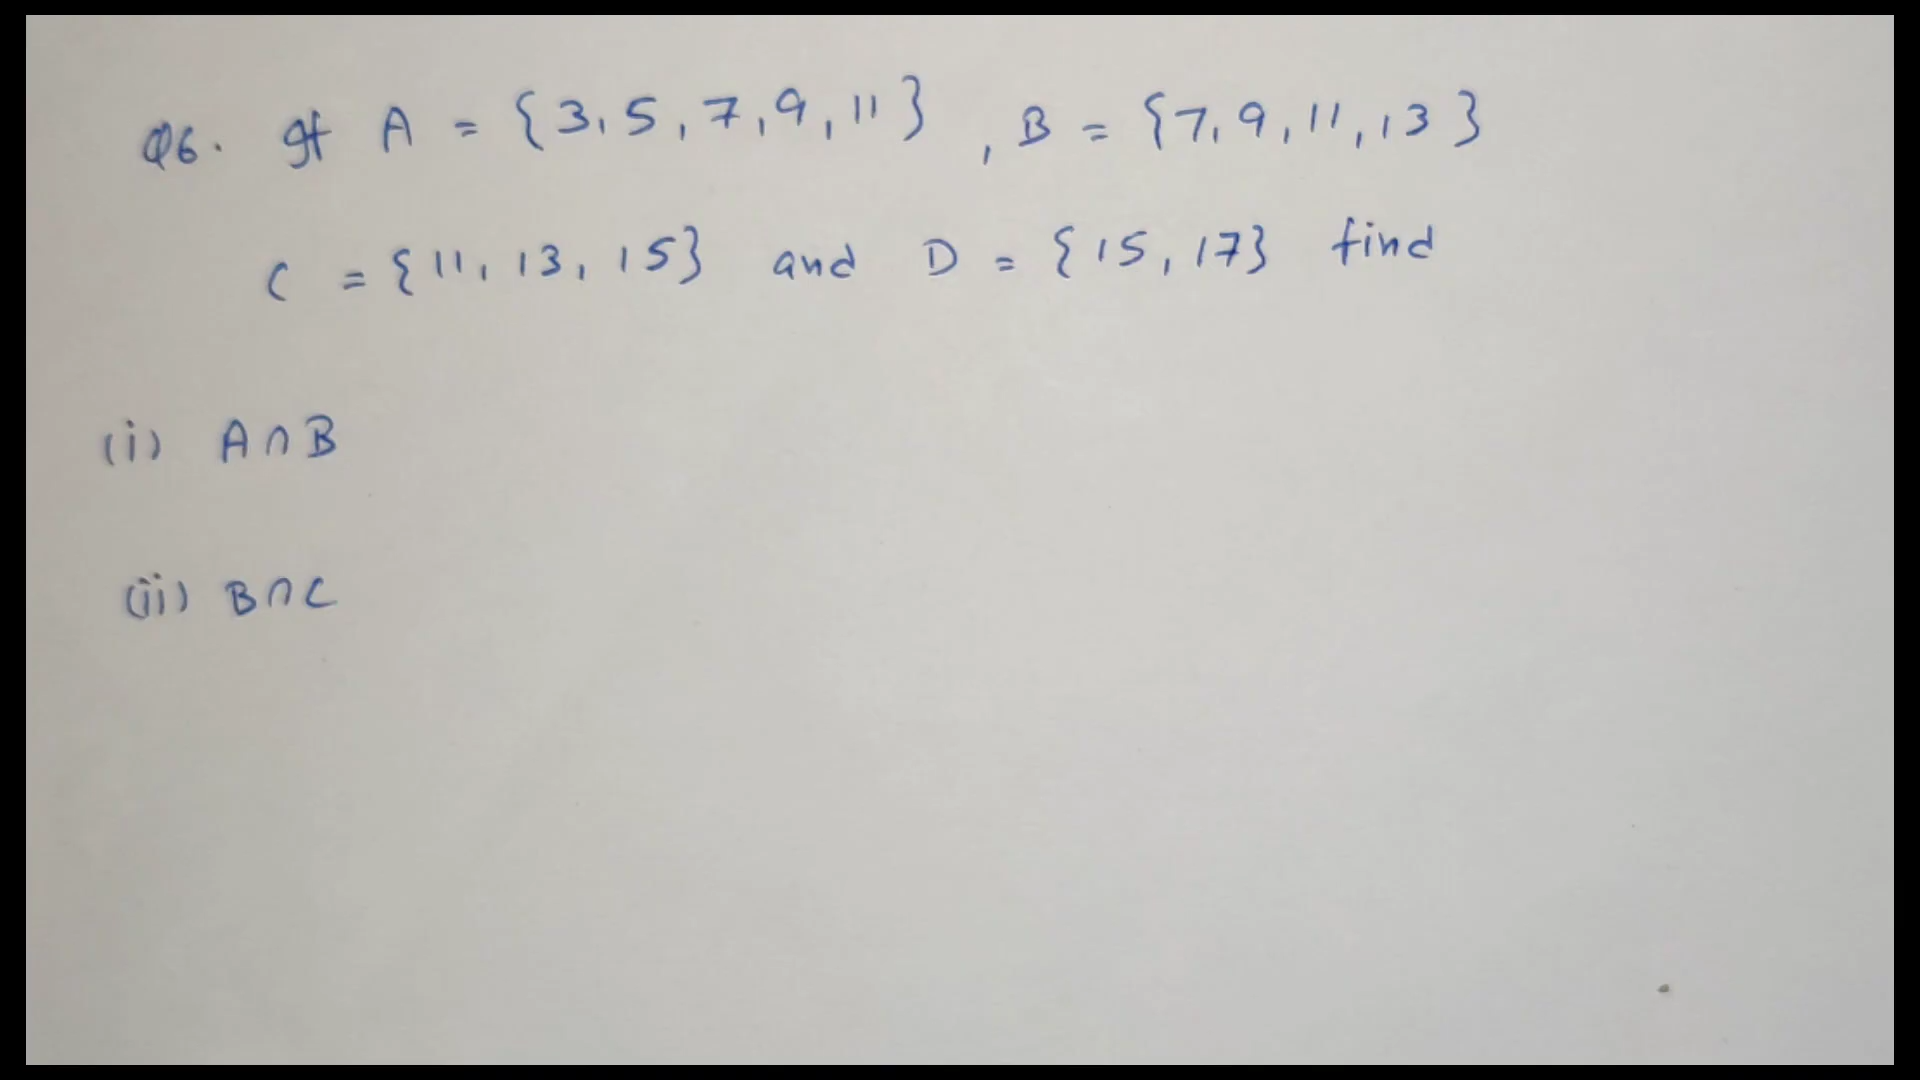 Q6. If A = {3, 5, 7, 9, 11} , B = {7, 9, 11, 13}
C = {11, 13, 15} and D = {15, 17} find
(i) A∩B
(ii) B∩C